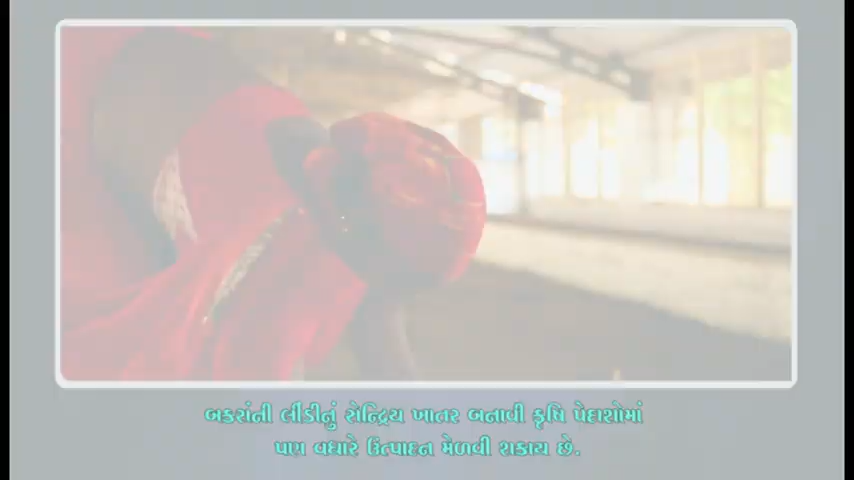 બકરાંની લીંડીનું સેન્દ્રિય ખાતર બનાવી કૃષિ પેદાશોમાં
પણ વધારે ઉત્પાદન મેળવી શકાય છે.